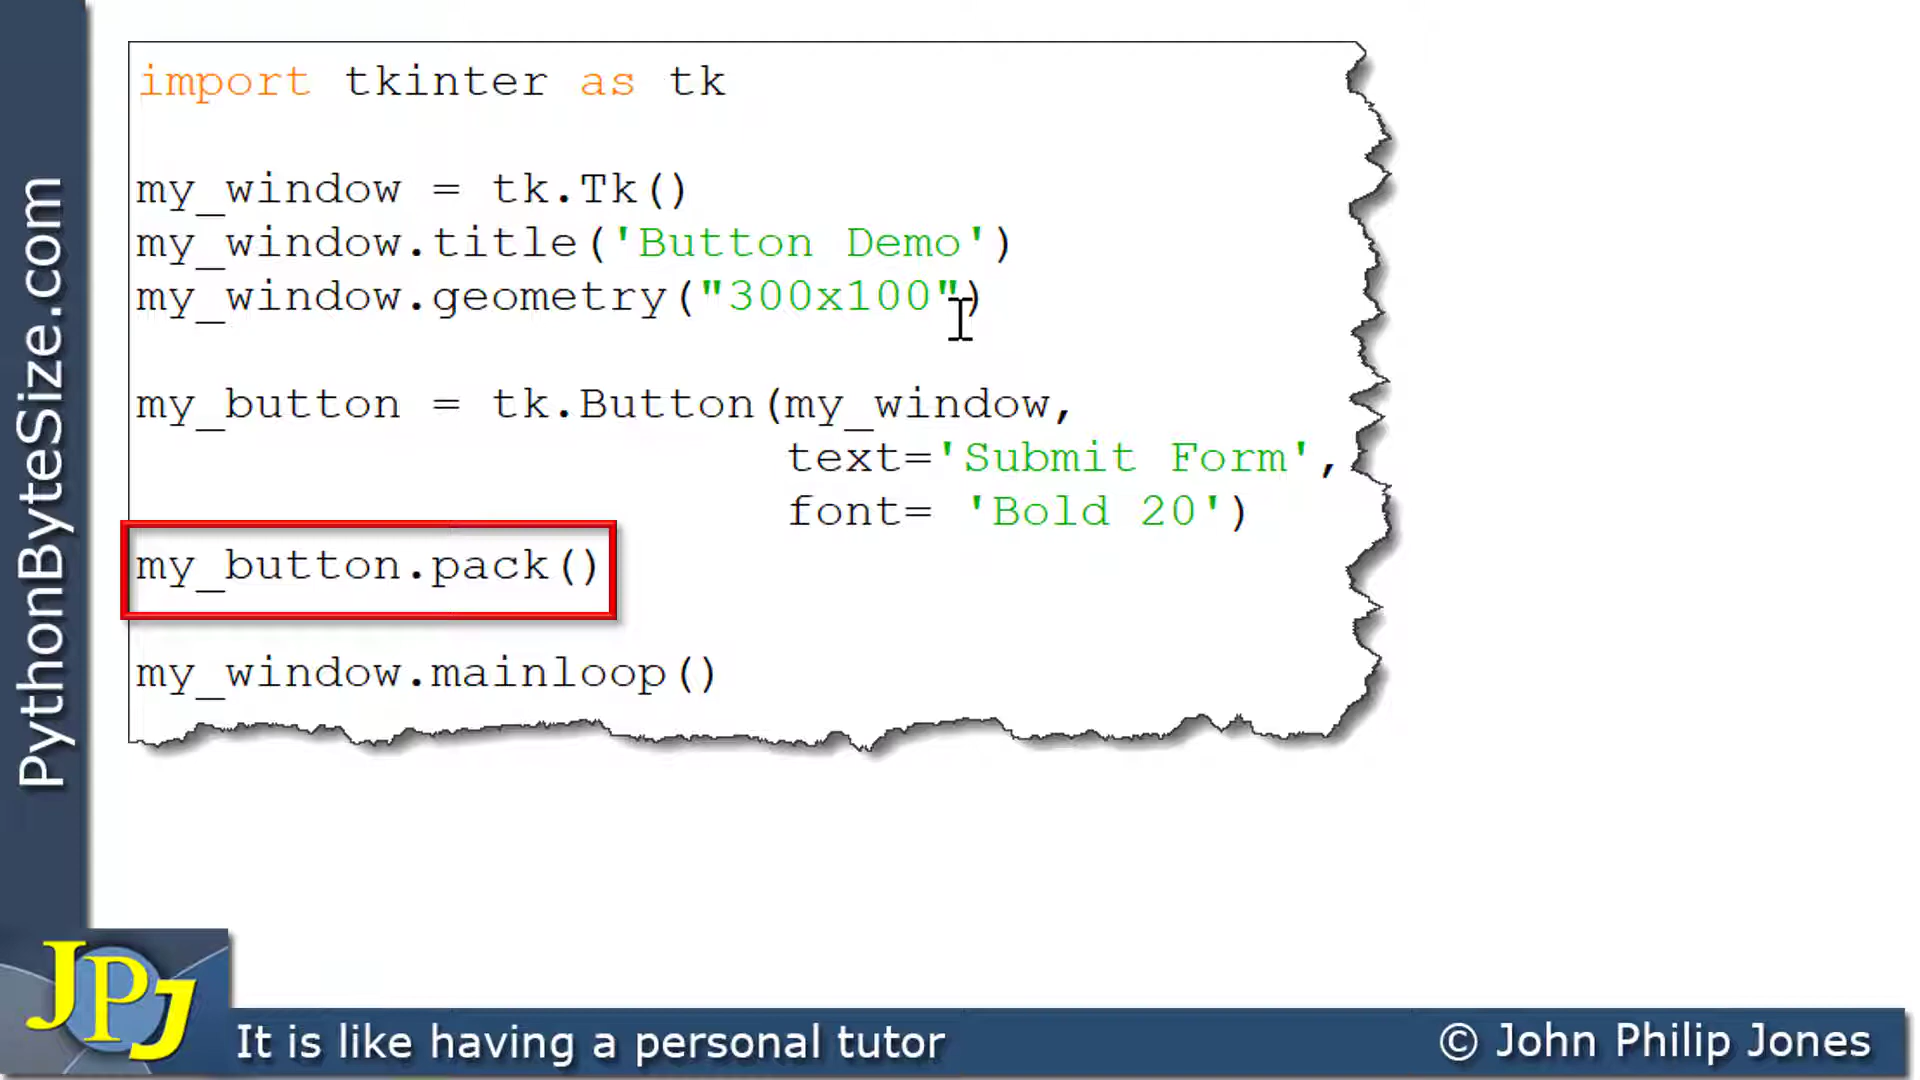 PythonByteSize.com
import tkinter as tk
my_window = tk.Tk()
my_window.title('Button Demo')
my_window.geometry("300x100")
my_button = tk.Button(my_window,
text='Submit Form',
font= 'Bold 20')
my_button.pack()
my_window.mainloop()
JPJ
It is like having a personal tutor
© John Philip Jones